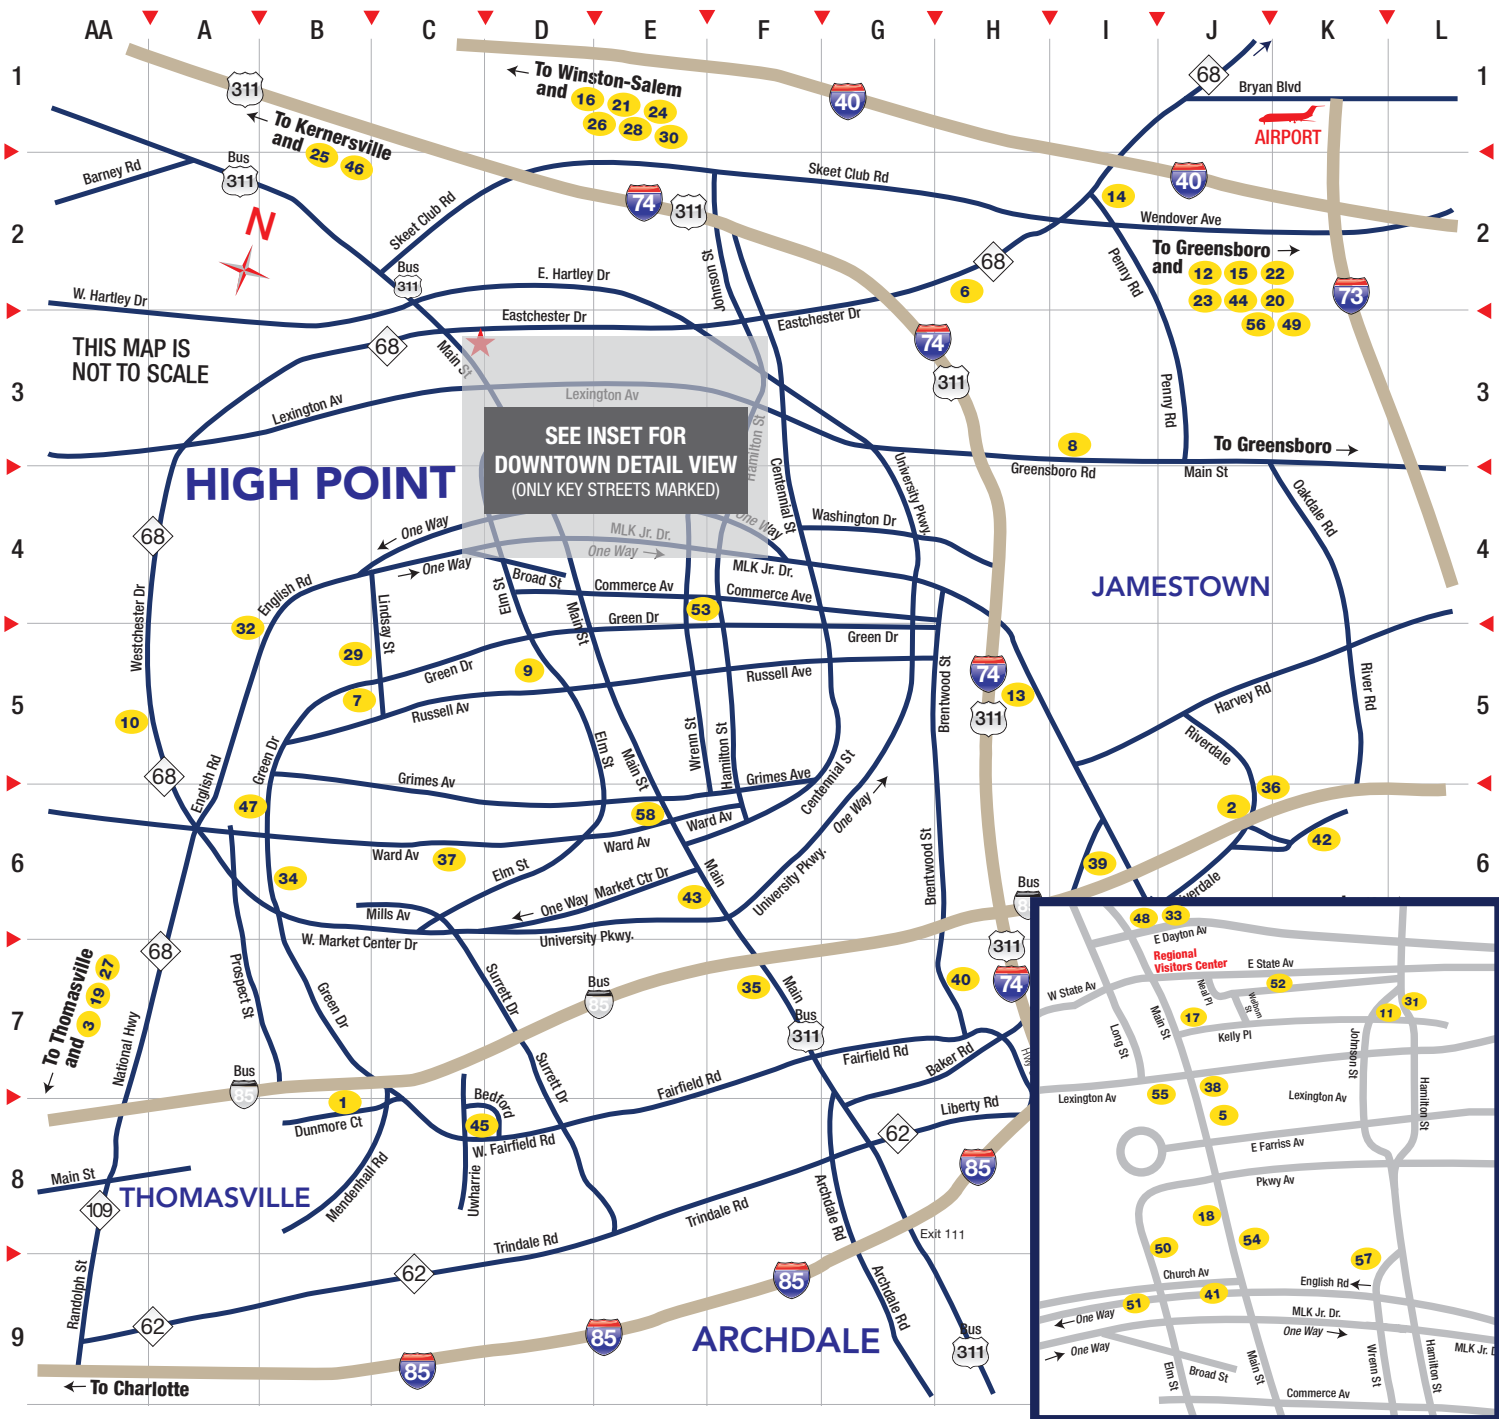 AA A B C D E F G H I J K L
1 1
311
To Winston-Salem
and 16 21 24
26 28 30
40
68
Bryan Blvd
AIRPORT
To Kernersville
and 25 46
Barney Rd
Bus
311
Skeet Club Rd
74
311
Skeet Club Rd
14
40
Wendover Ave
2 2
N
Skeet Club Rd
Bus
311
E. Hartley Dr
Johnson St
68
6
Penny Rd
To Greensboro
and 12 15 22
23 44 20
56 49
73
W. Hartley Dr
Eastchester Dr
Eastchester Dr
THIS MAP IS
NOT TO SCALE
68
Main St
74
311
3 3
Lexington Av
Lexington Av
Penny Rd
SEE INSET FOR
DOWNTOWN DETAIL VIEW
(ONLY KEY STREETS MARKED)
Hamilton St
8
To Greensboro
Greensboro Rd
Main St
HIGH POINT
Centennial St
University Pkwy.
Oakdale Rd
68
One Way
MLK Jr. Dr.
One Way
One Way
Washington Dr
4 4
One Way
MLK Jr. Dr.
Broad St
Commerce Av
Commerce Ave
JAMESTOWN
English Rd
Lindsay St
Elm St
Main St
53
Green Dr
Green Dr
Westchester Dr
32
29
Green Dr
9
Russell Ave
74
13
311
5 5
7
Russell Av
10
Brentwood St
Harvey Rd
River Rd
Riverdale
68
English Rd
Green Dr
Elm St
Main St
Wrenn St
Hamilton St
Grimes Av
Grimes Ave
Centennial St
One Way
36
2
42
47
58
Ward Av
Ward Av
Ward Av
37
39
6 6
34
Elm St
Main
Brentwood St
One Way Market Ctr Dr
43
University Pkwy.
Bus
Mills Av
W. Market Center Dr
University Pkwy.
311
74
68
To Thomasville
and 3 19 27
Prospect St
Green Dr
Surrett Dr
Bus
85
35
Main
Bus
311
40
7
National Hwy
Fairfield Rd
Baker Rd
Bus
85
Surrett Dr
Fairfield Rd
Liberty Rd
1
Dunmore Ct
Bedford
45
W. Fairfield Rd
62
8
Main St
Mendenhall Rd
Uwharrie
85
THOMASVILLE
109
Trindale Rd
Archdale Rd
Exit 111
Trindale Rd
Randolph St
62
85
Archdale Rd
9
62
85
ARCHDALE
Bus
311
85
To Charlotte
48 33
E Dayton Av
Regional
Visitors Center
E State Av
52
W State Av
Neal Pl
Welborn
St
31
11
17
Main St
Long St
Kelly Pl
Johnson St
38
55
Lexington Av
Lexington Av
5
Hamilton St
E Farriss Av
Pkwy Av
18
50
54
57
Church Av
English Rd
41
51
One Way
MLK Jr. Dr.
One Way
One Way
MLK Jr.
Elm St
Broad St
Main St
Wrenn St
Hamilton St
Commerce Av